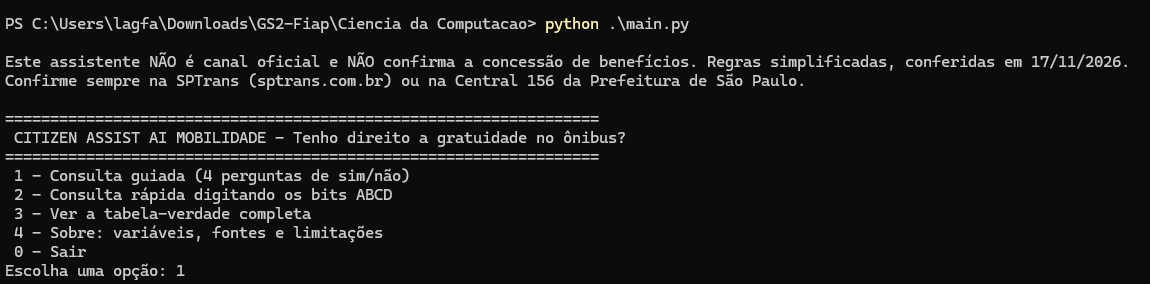 PS C:\Users\lagfa\Downloads\GS2-Fiap\Ciencia da Computacao> python .\main.py
Este assistente NÃO é canal oficial e NÃO confirma a concessão de benefícios. Regras simplificadas, conferidas em 17/11/2026.
Confirme sempre na SPTrans (sptrans.com.br) ou na Central 156 da Prefeitura de São Paulo.
==================================================================
CITIZEN ASSIST AI MOBILIDADE - Tenho direito a gratuidade no ônibus?
==================================================================
1 - Consulta guiada (4 perguntas de sim/não)
2 - Consulta rápida digitando os bits ABCD
3 - Ver a tabela-verdade completa
4 - Sobre: variáveis, fontes e limitações
0 - Sair
Escolha uma opção: 1